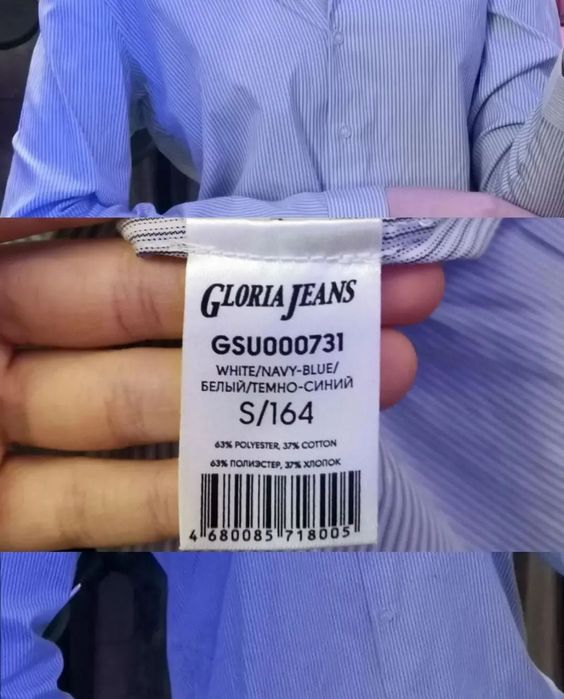 GLORIA JEANS
GSU000731
WHITE/NAVY-BLUE/
БЕЛЫЙ/ТЕМНО-СИНИЙ
S/164
63% POLYESTER, 37% COTTON
63% ПОЛИЭСТЕР, 37% ХЛОПОК
4 680085 718005